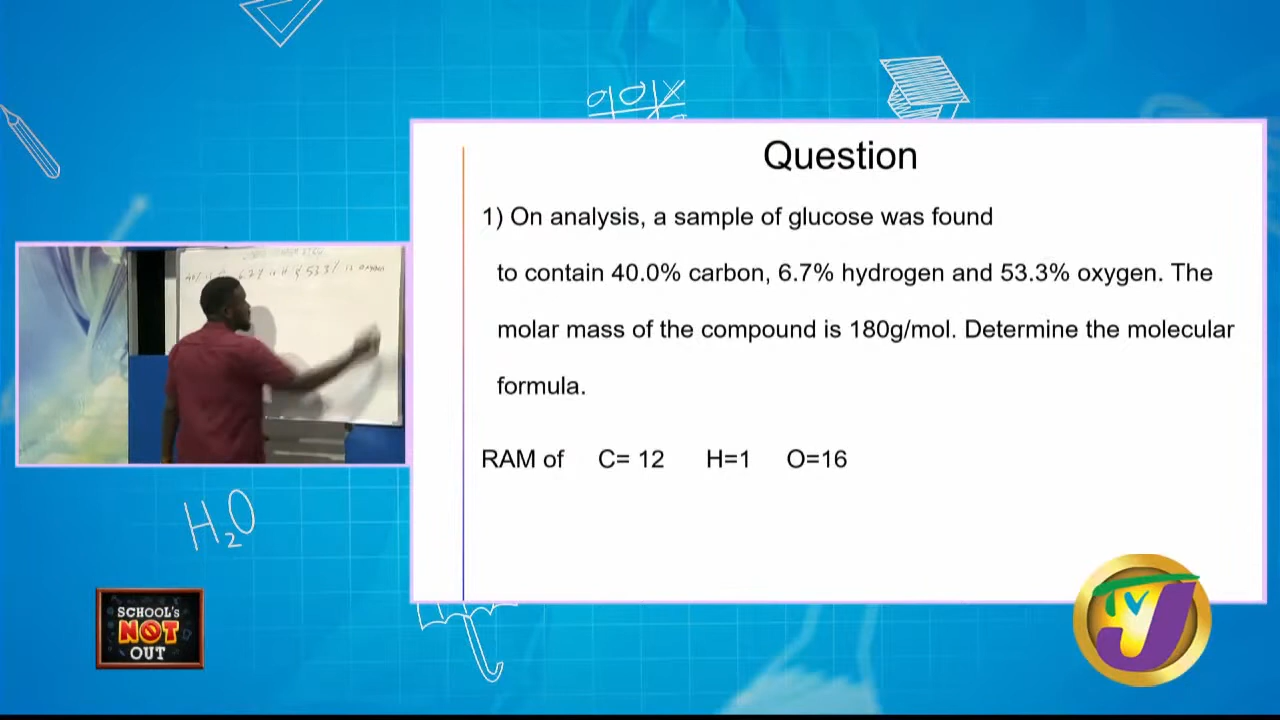 Question
1) On analysis, a sample of glucose was found
to contain 40.0% carbon, 6.7% hydrogen and 53.3% oxygen. The
molar mass of the compound is 180g/mol. Determine the molecular
formula.
RAM of C= 12 H=1 O=16
H₂O
SCHOOL's
NOT
OUT
TVJ